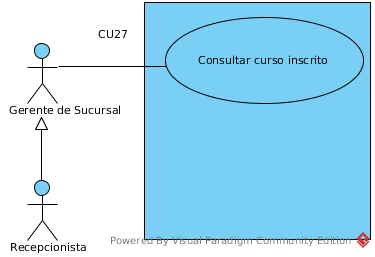 CU27
Consultar curso inscrito
Gerente de Sucursal
Recepcionista
Powered By Visual Paradigm Community Edition